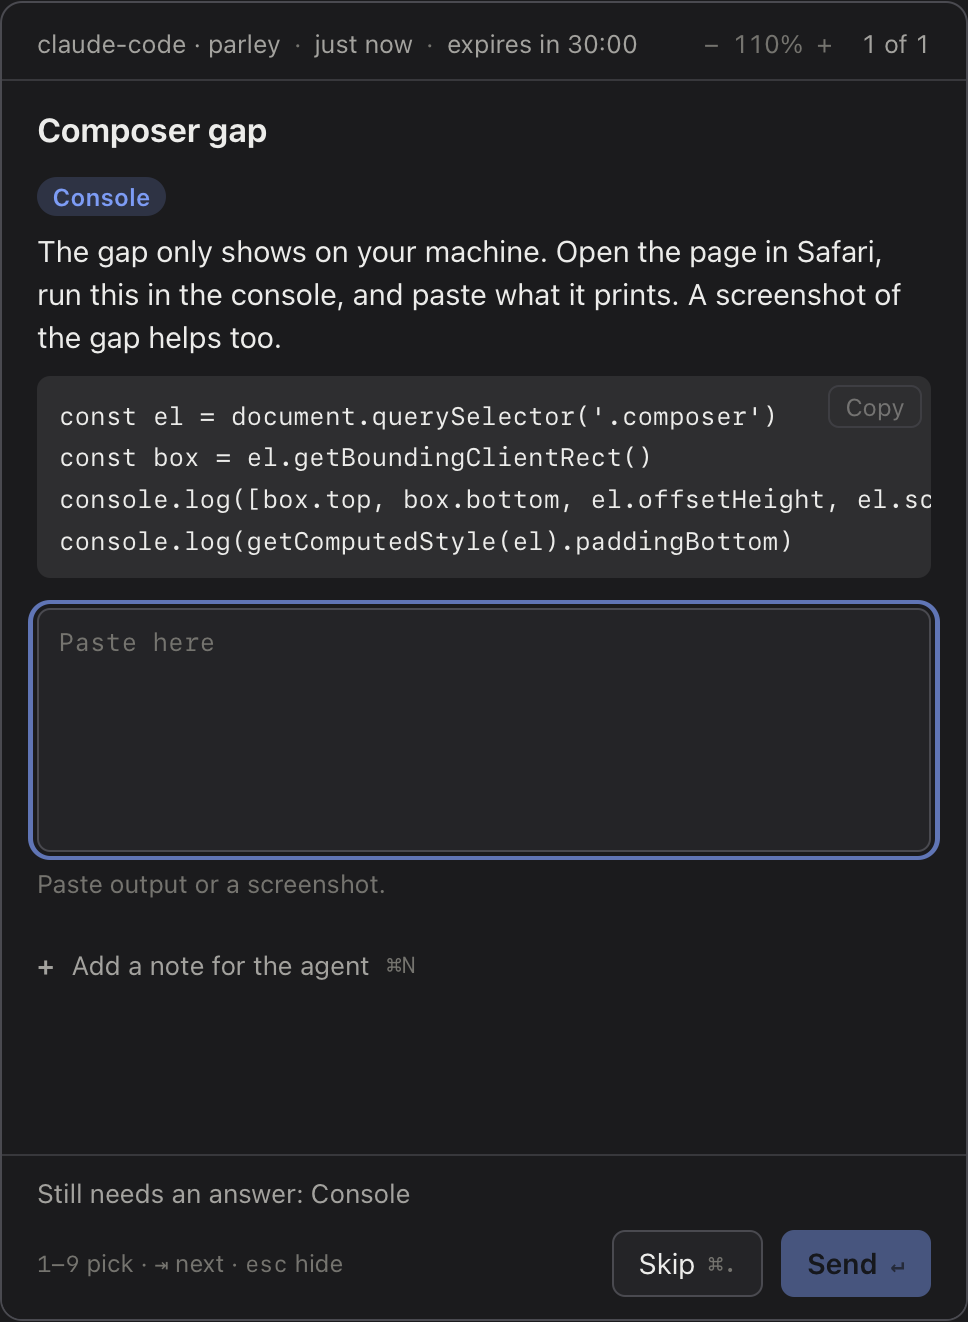 claude-code · parley · just now · expires in 30:00 − 110% + 1 of 1
Composer gap
Console
The gap only shows on your machine. Open the page in Safari,
run this in the console, and paste what it prints. A screenshot of
the gap helps too.
Copy
const el = document.querySelector('.composer')
const box = el.getBoundingClientRect()
console.log([box.top, box.bottom, el.offsetHeight, el.sc
console.log(getComputedStyle(el).paddingBottom)
Paste here
Paste output or a screenshot.
+ Add a note for the agent ⌘N
Still needs an answer: Console
1–9 pick · ⇥ next · esc hide
Skip ⌘.
Send ↵